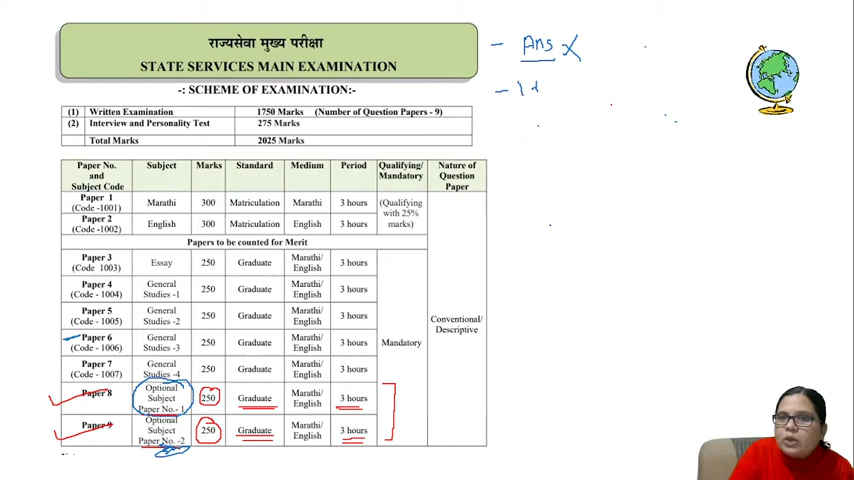 राज्यसेवा मुख्य परीक्षा
STATE SERVICES MAIN EXAMINATION
-: SCHEME OF EXAMINATION:-
(1) Written Examination 1750 Marks (Number of Question Papers - 9)
(2) Interview and Personality Test 275 Marks
Total Marks 2025 Marks
Paper No. and Subject Code Subject Marks Standard Medium Period Qualifying/ Mandatory Nature of Question Paper
Paper 1 (Code -1001) Marathi 300 Matriculation Marathi 3 hours (Qualifying with 25% marks)
Paper 2 (Code -1002) English 300 Matriculation English 3 hours
Papers to be counted for Merit
Paper 3 (Code 1003) Essay 250 Graduate Marathi/ English 3 hours Mandatory Conventional/ Descriptive
Paper 4 (Code - 1004) General Studies -1 250 Graduate Marathi/ English 3 hours
Paper 5 (Code - 1005) General Studies -2 250 Graduate Marathi/ English 3 hours
Paper 6 (Code - 1006) General Studies -3 250 Graduate Marathi/ English 3 hours
Paper 7 (Code - 1007) General Studies -4 250 Graduate Marathi/ English 3 hours
Paper 8 Optional Subject Paper No.- 1 250 Graduate Marathi/ English 3 hours
Paper 9 Optional Subject Paper No. -2 250 Graduate Marathi/ English 3 hours
- Ans X